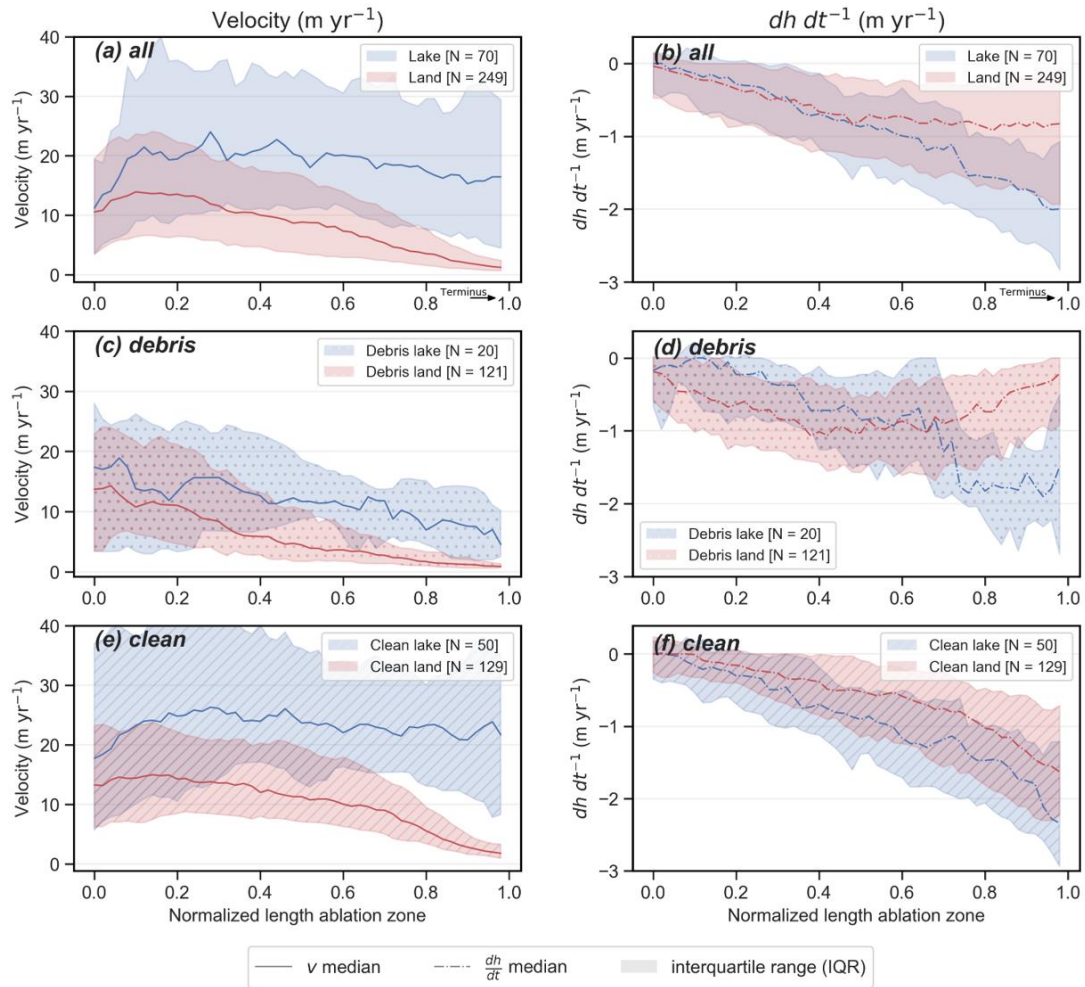 Velocity (m yr⁻¹)
dh dt⁻¹ (m yr⁻¹)
(a) all
Lake [N = 70]
Land [N = 249]
Velocity (m yr⁻¹)
40
30
20
10
0
Terminus
0.0 0.2 0.4 0.6 0.8 1.0
(b) all
Lake [N = 70]
Land [N = 249]
dh dt⁻¹ (m yr⁻¹)
0
−1
−2
−3
Terminus
0.0 0.2 0.4 0.6 0.8 1.0
(c) debris
Debris lake [N = 20]
Debris land [N = 121]
Velocity (m yr⁻¹)
40
30
20
10
0
0.0 0.2 0.4 0.6 0.8 1.0
(d) debris
Debris lake [N = 20]
Debris land [N = 121]
dh dt⁻¹ (m yr⁻¹)
0
−1
−2
−3
0.0 0.2 0.4 0.6 0.8 1.0
(e) clean
Clean lake [N = 50]
Clean land [N = 129]
Velocity (m yr⁻¹)
40
30
20
10
0
0.0 0.2 0.4 0.6 0.8 1.0
Normalized length ablation zone
(f) clean
Clean lake [N = 50]
Clean land [N = 129]
dh dt⁻¹ (m yr⁻¹)
0
−1
−2
−3
0.0 0.2 0.4 0.6 0.8 1.0
Normalized length ablation zone
v median
dh/dt median
interquartile range (IQR)